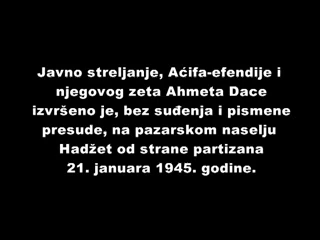 Javno streljanje, Aćifa-efendije i
njegovog zeta Ahmeta Dace
izvršeno je, bez suđenja i pismene
presude, na pazarskom naselju
Hadžet od strane partizana
21. januara 1945. godine.